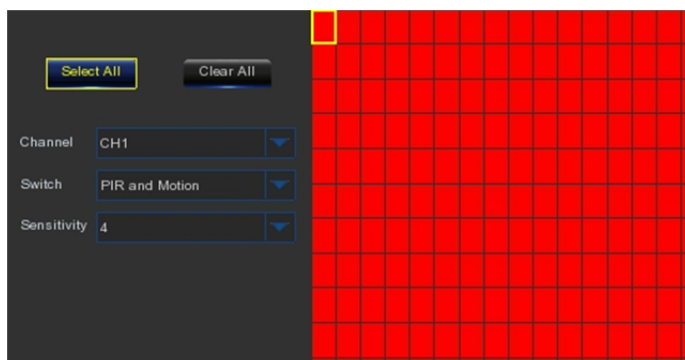 Select All Clear All
Channel CH1
Switch PIR and Motion
Sensitivity 4